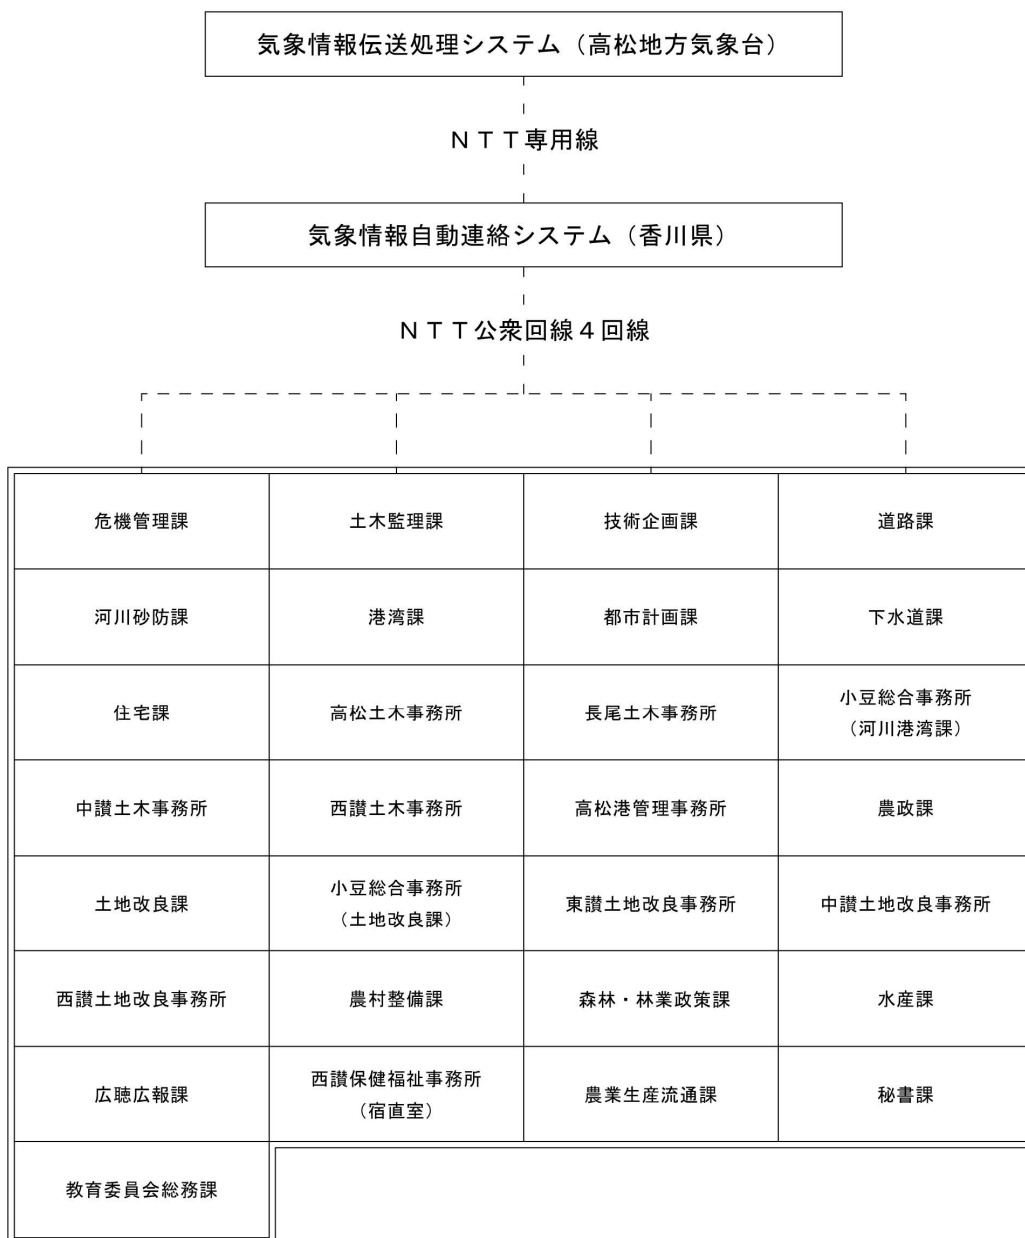 気象情報伝送処理システム（高松地方気象台）
ＮＴＴ専用線
気象情報自動連絡システム（香川県）
ＮＴＴ公衆回線４回線
危機管理課
土木監理課
技術企画課
道路課
河川砂防課
港湾課
都市計画課
下水道課
住宅課
高松土木事務所
長尾土木事務所
小豆総合事務所
（河川港湾課）
中讃土木事務所
西讃土木事務所
高松港管理事務所
農政課
土地改良課
小豆総合事務所
（土地改良課）
東讃土地改良事務所
中讃土地改良事務所
西讃土地改良事務所
農村整備課
森林・林業政策課
水産課
広聴広報課
西讃保健福祉事務所
（宿直室）
農業生産流通課
秘書課
教育委員会総務課